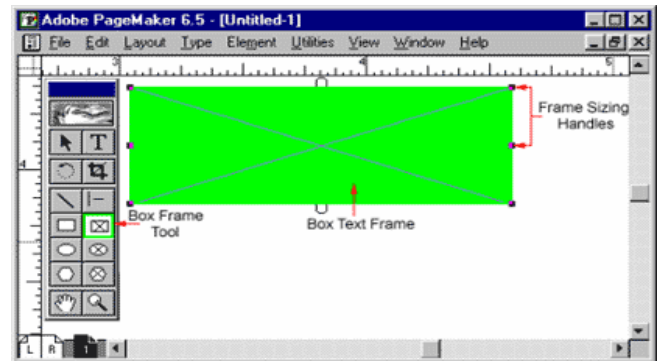 Adobe PageMaker 6.5 - [Untitled-1]
File Edit Layout Type Element Utilities View Window Help
3 4 5
Frame Sizing
Handles
T
4
Box Frame
Tool
Box Text Frame
L R 1